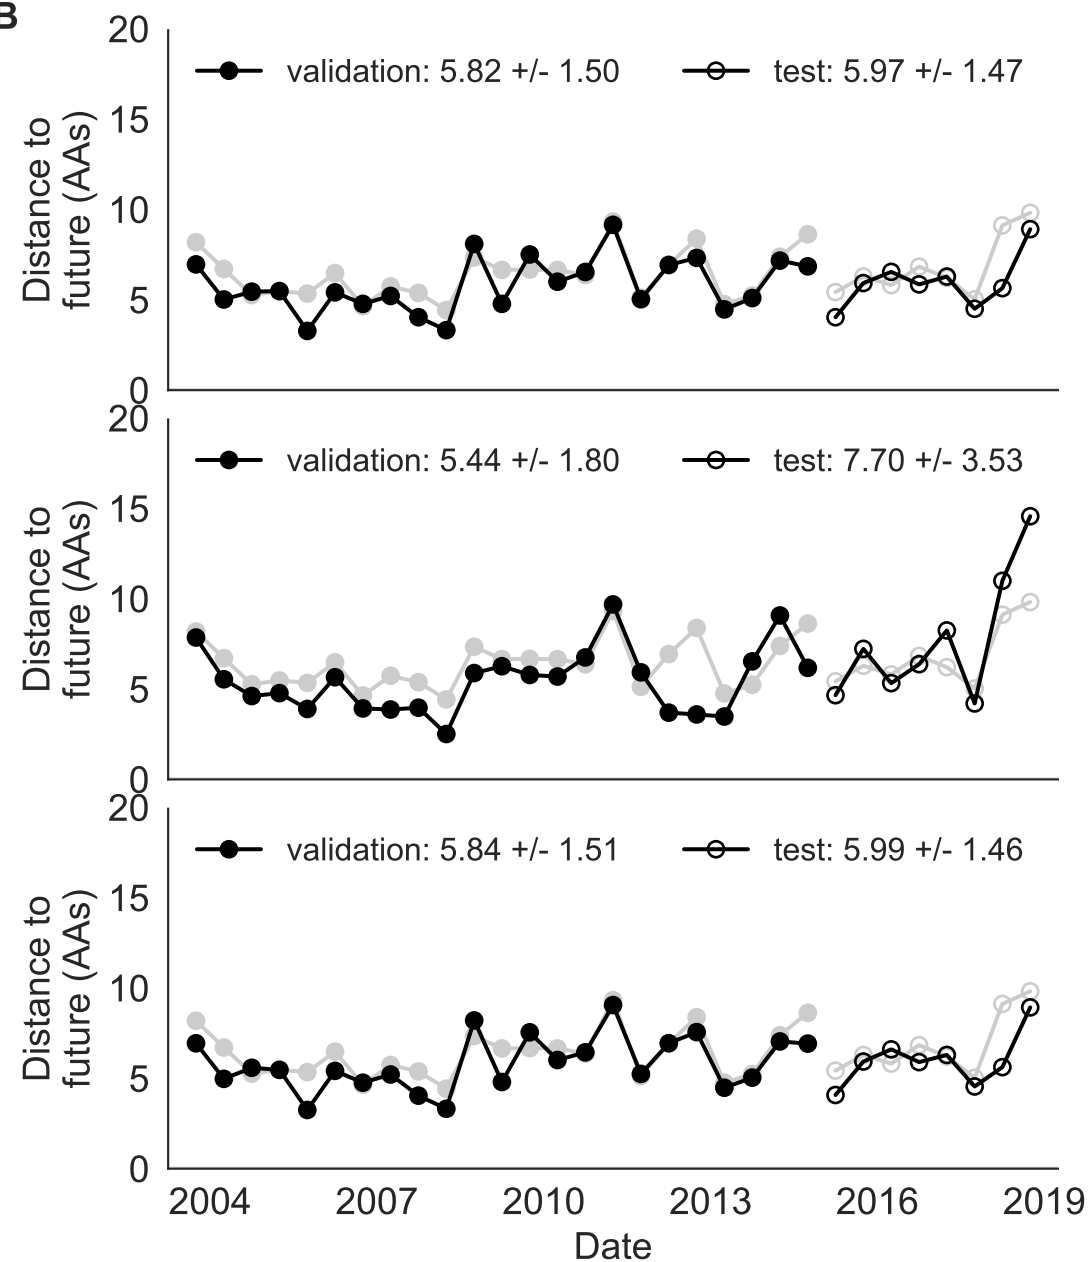 B
20
validation: 5.82 +/- 1.50 test: 5.97 +/- 1.47
15
10
5
0
Distance to
future (AAs)
20
validation: 5.44 +/- 1.80 test: 7.70 +/- 3.53
15
10
5
0
Distance to
future (AAs)
20
validation: 5.84 +/- 1.51 test: 5.99 +/- 1.46
15
10
5
0
Distance to
future (AAs)
2004 2007 2010 2013 2016 2019
Date